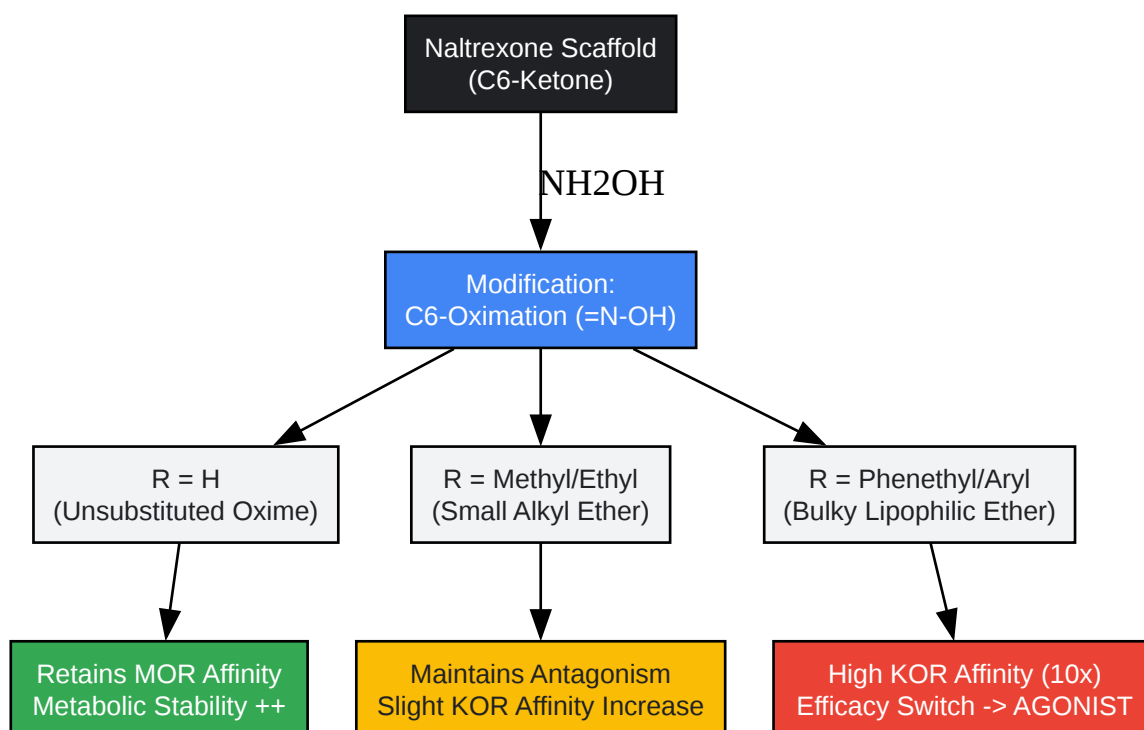 Naltrexone Scaffold
(C6-Ketone)
NH2OH
Modification:
C6-Oximation (=N-OH)
R = H
(Unsubstituted Oxime)
R = Methyl/Ethyl
(Small Alkyl Ether)
R = Phenethyl/Aryl
(Bulky Lipophilic Ether)
Retains MOR Affinity
Metabolic Stability ++
Maintains Antagonism
Slight KOR Affinity Increase
High KOR Affinity (10x)
Efficacy Switch -> AGONIST